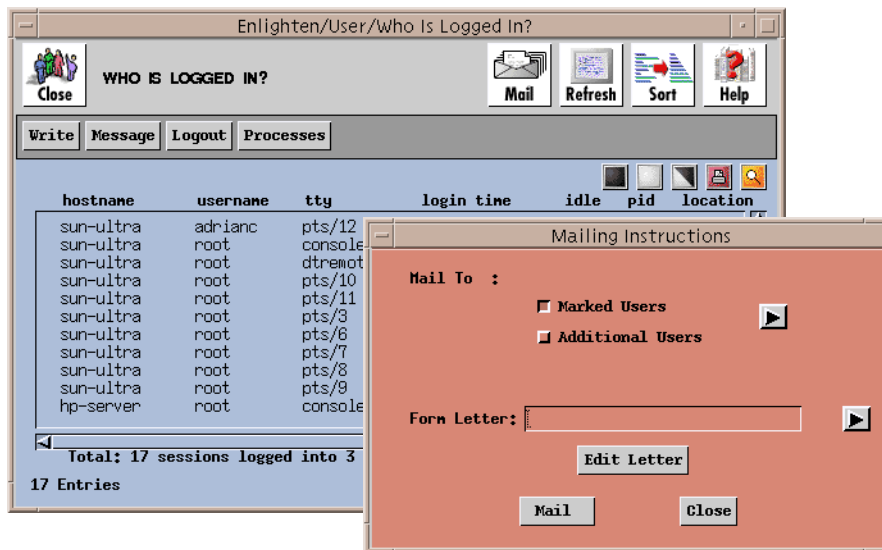 Enlighten/User/Who Is Logged In?
Close
WHO IS LOGGED IN?
Mail
Refresh
Sort
Help
Write Message Logout Processes
hostname username tty login time idle pid location
sun-ultra adrianc pts/12
sun-ultra root console
sun-ultra root dtremot
sun-ultra root pts/10
sun-ultra root pts/11
sun-ultra root pts/3
sun-ultra root pts/6
sun-ultra root pts/7
sun-ultra root pts/8
sun-ultra root pts/9
hp-server root console
Total: 17 sessions logged into 3
17 Entries
Mailing Instructions
Mail To :
Marked Users
Additional Users
Form Letter:
Edit Letter
Mail Close